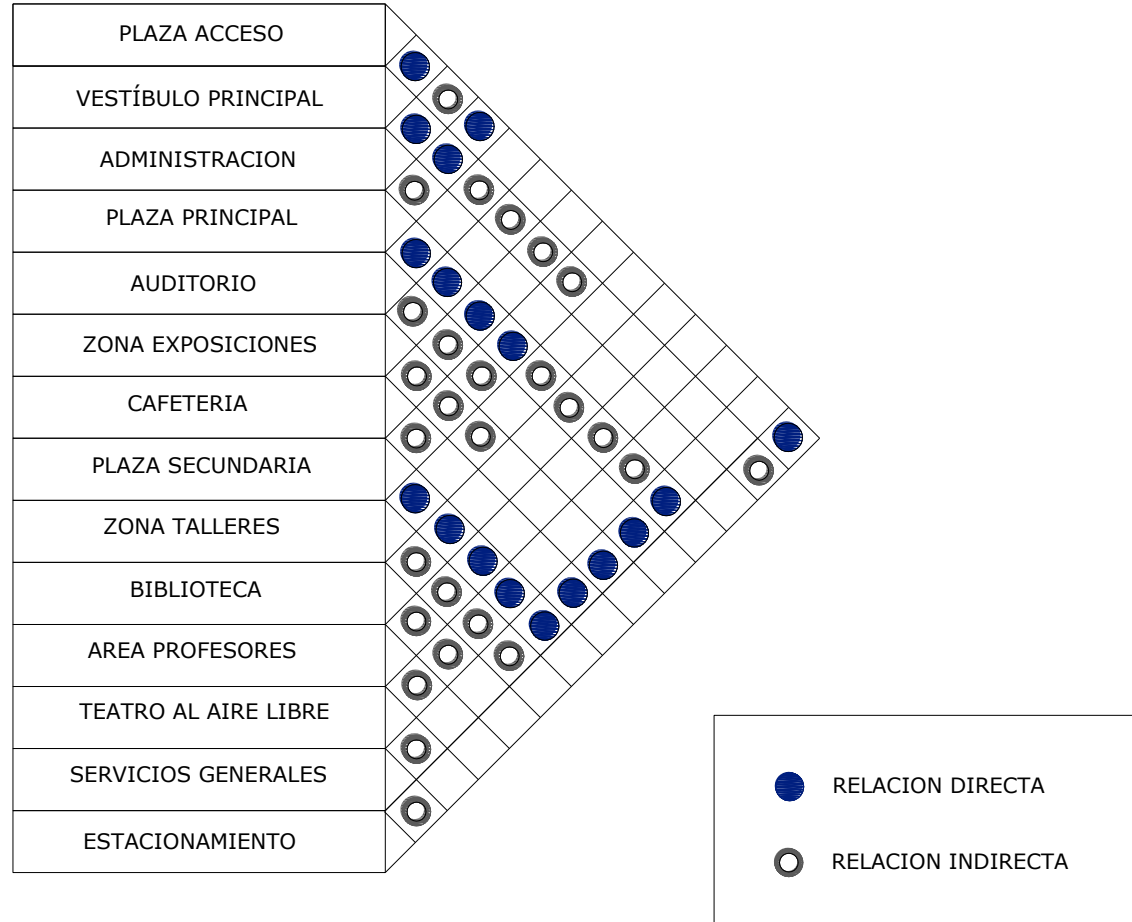 PLAZA ACCESO
VESTÍBULO PRINCIPAL
ADMINISTRACION
PLAZA PRINCIPAL
AUDITORIO
ZONA EXPOSICIONES
CAFETERIA
PLAZA SECUNDARIA
ZONA TALLERES
BIBLIOTECA
AREA PROFESORES
TEATRO AL AIRE LIBRE
SERVICIOS GENERALES
ESTACIONAMIENTO
RELACION DIRECTA
RELACION INDIRECTA